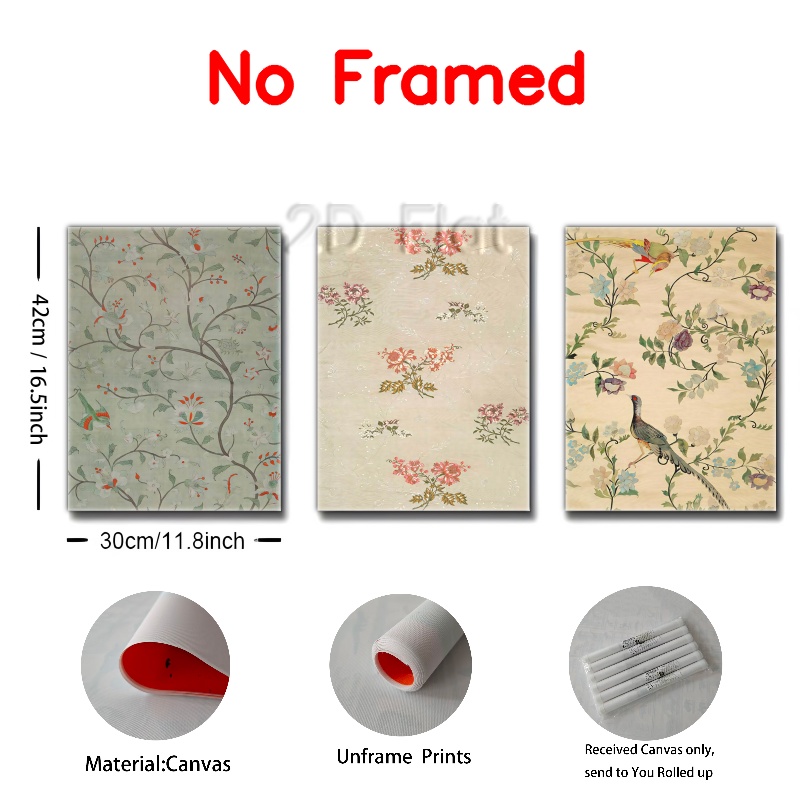 No Framed
2D Flat
42cm / 16.5inch
30cm/11.8inch
Material:Canvas
Unframe Prints
Received Canvas only,
send to You Rolled up